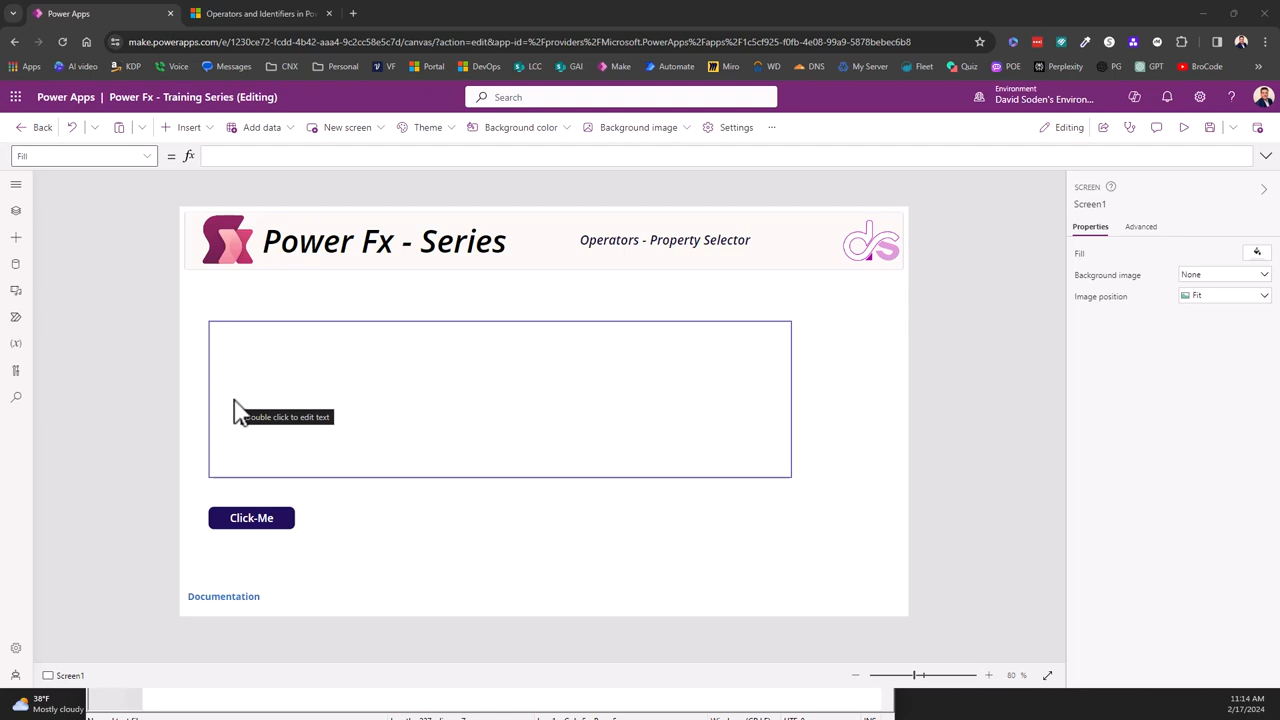 Power Apps
Operators and Identifiers in Pow
make.powerapps.com/e/1230ce72-fcdd-4b42-aaa4-9c2cc58e5c7d/canvas/?action=edit&app-id=%2Fproviders%2FMicrosoft.PowerApps%2Fapps%2F1c5cf925-f0fb-4e08-99a9-5878bebec6b8
Apps AI video KDP Voice Messages CNX Personal VF Portal DevOps LCC GAI Make Automate Miro WD DNS My Server Fleet Quiz POE Perplexity PG GPT BroCode
Power Apps | Power Fx - Training Series (Editing)
Search
Environment
David Soden's Environ...
Back Insert Add data New screen Theme Background color Background image Settings ... Editing
Fill = fx
SCREEN
Screen1
Properties Advanced
Fill
Background image None
Image position Fit
Power Fx - Series
Operators - Property Selector
ouble click to edit text
Click-Me
Documentation
Screen1
80 %
38°F
Mostly cloudy
11:14 AM
2/17/2024